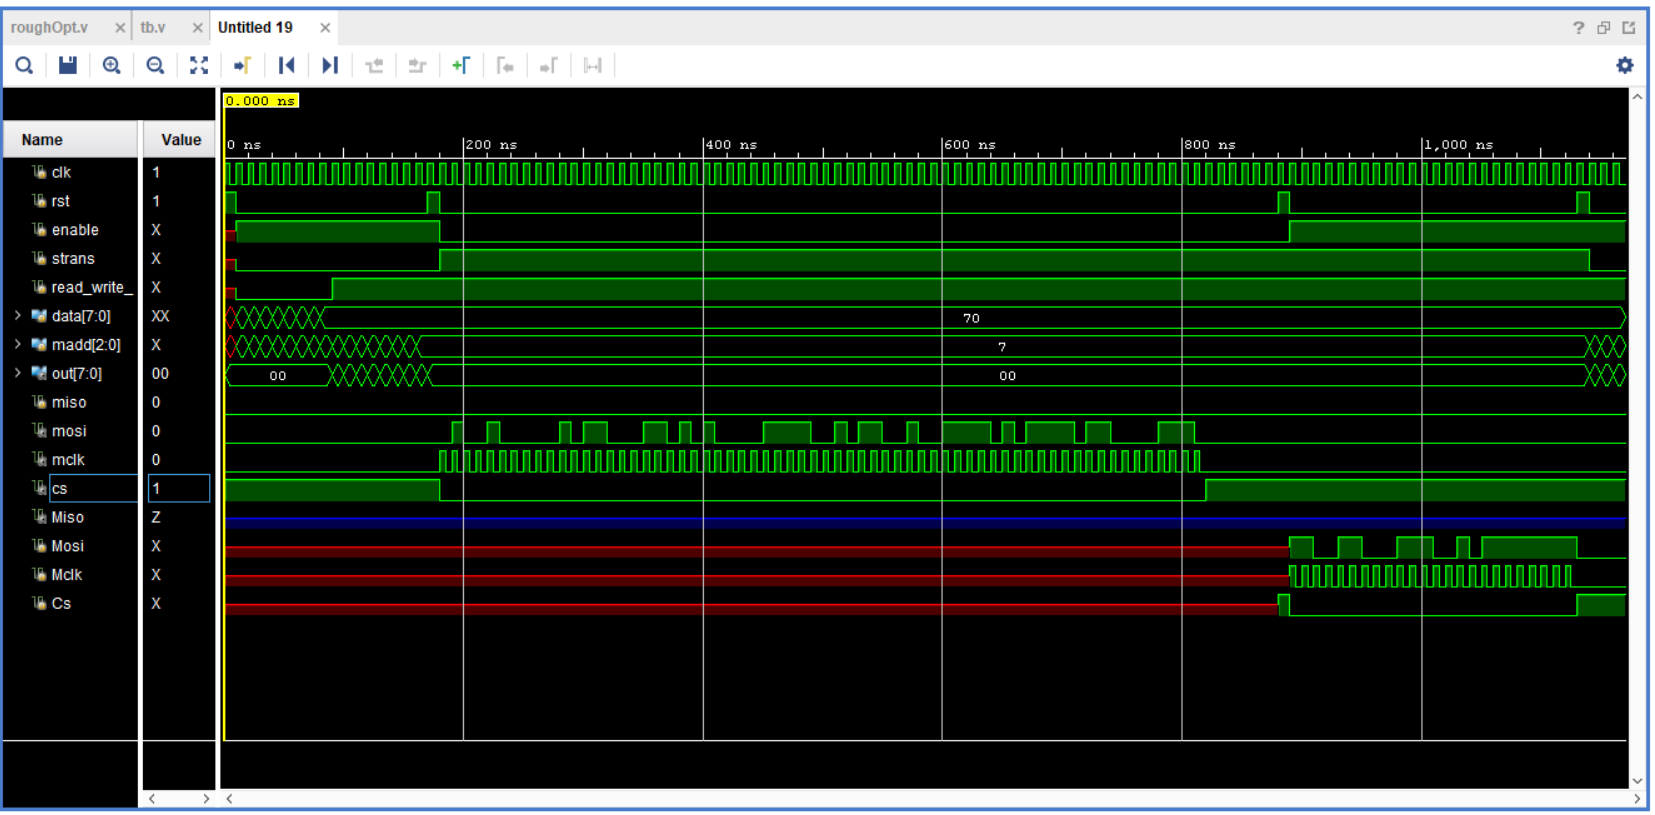 roughOpt.v × tb.v × Untitled 19 × ?
0.000 ns
Name Value 0 ns 200 ns 400 ns 600 ns 800 ns 1,000 ns
clk 1
rst 1
enable X
strans X
read_write_ X
data[7:0] XX 70
madd[2:0] X 7
out[7:0] 00 00 00
miso 0
mosi 0
mclk 0
cs 1
Miso Z
Mosi X
Mclk X
Cs X